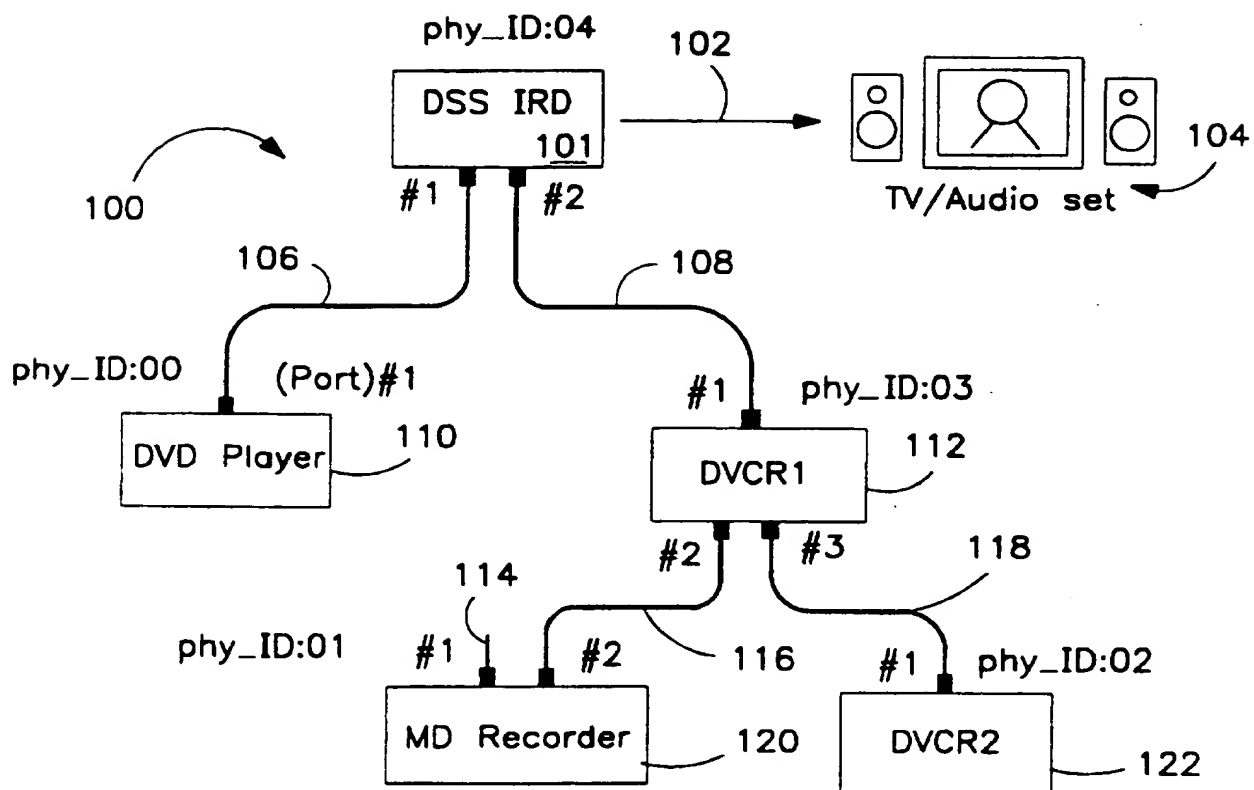 phy_ID:04
102
DSS IRD
101
104
#1
#2
TV/Audio set
100
106
108
phy_ID:00
(Port)#1
#1
phy_ID:03
DVD Player
110
DVCR1
112
#2
#3
114
118
phy_ID:01
#1
#2
116
#1
phy_ID:02
MD Recorder
120
DVCR2
122